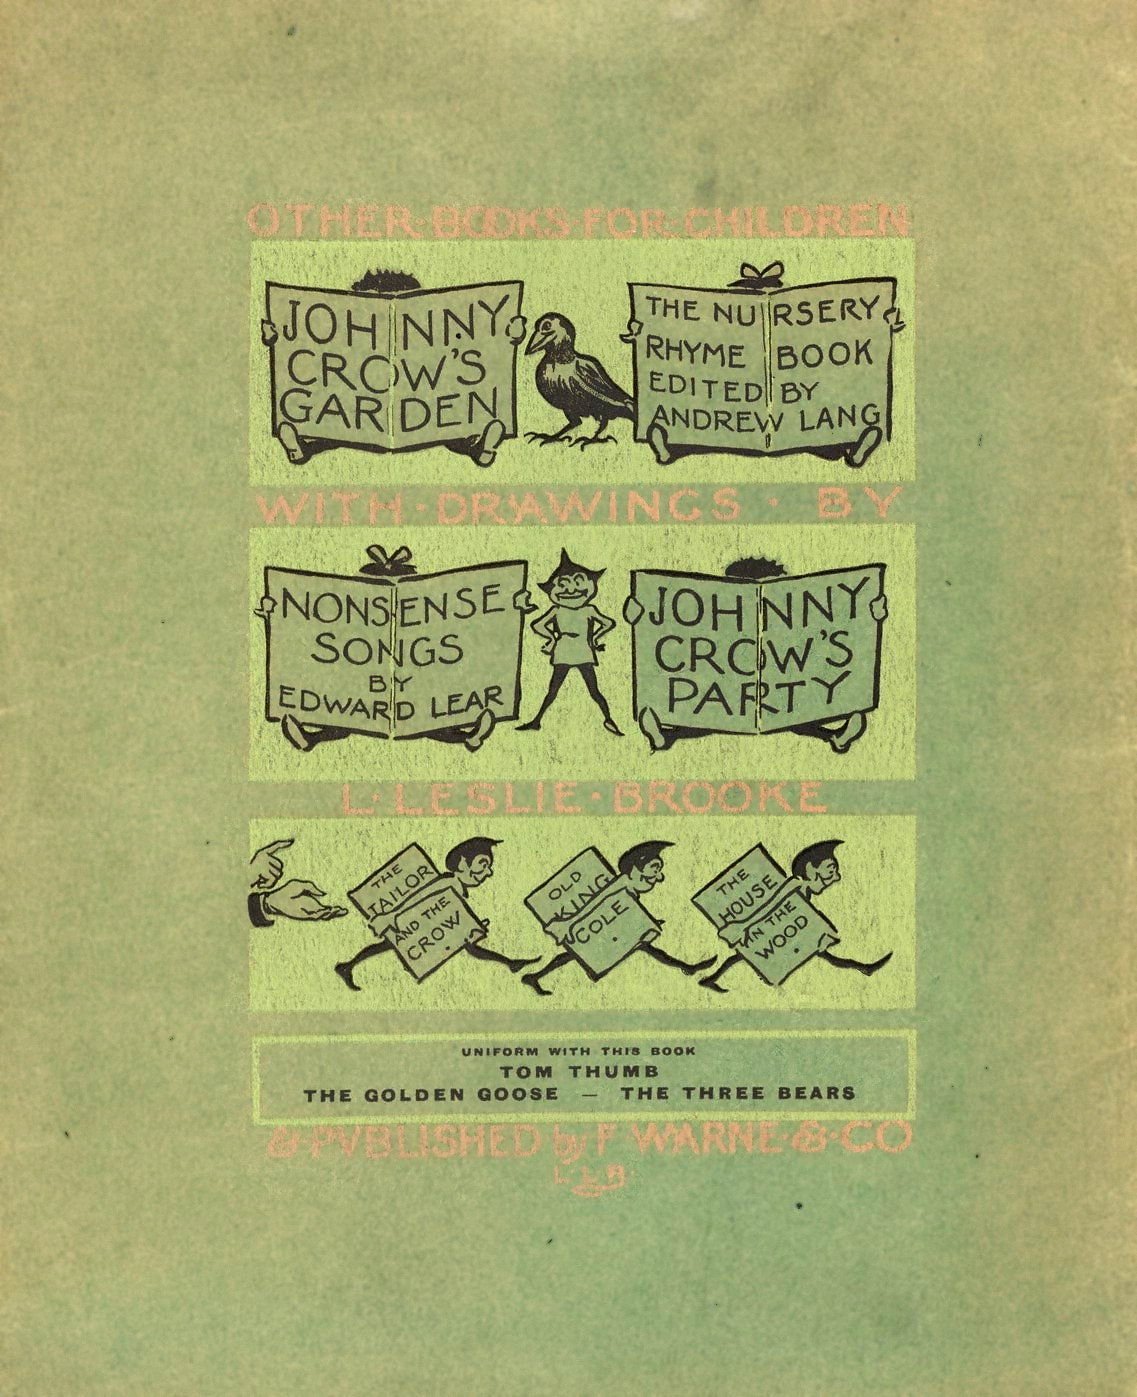 OTHER·BOOKS·FOR·CHILDREN
JOHNNY
CROW'S
GARDEN
THE NURSERY
RHYME BOOK
EDITED BY
ANDREW LANG
WITH·DRAWINGS · BY
NONSENSE
SONGS
BY
EDWARD LEAR
JOHNNY
CROW'S
PARTY
L·LESLIE·BROOKE
THE
TAILOR
AND THE
CROW
OLD
KING
COLE
THE
HOUSE
IN THE
WOOD
UNIFORM WITH THIS BOOK
TOM THUMB
THE GOLDEN GOOSE — THE THREE BEARS
&·PVBLISHED by F WARNE·&·CO
L·L·B·